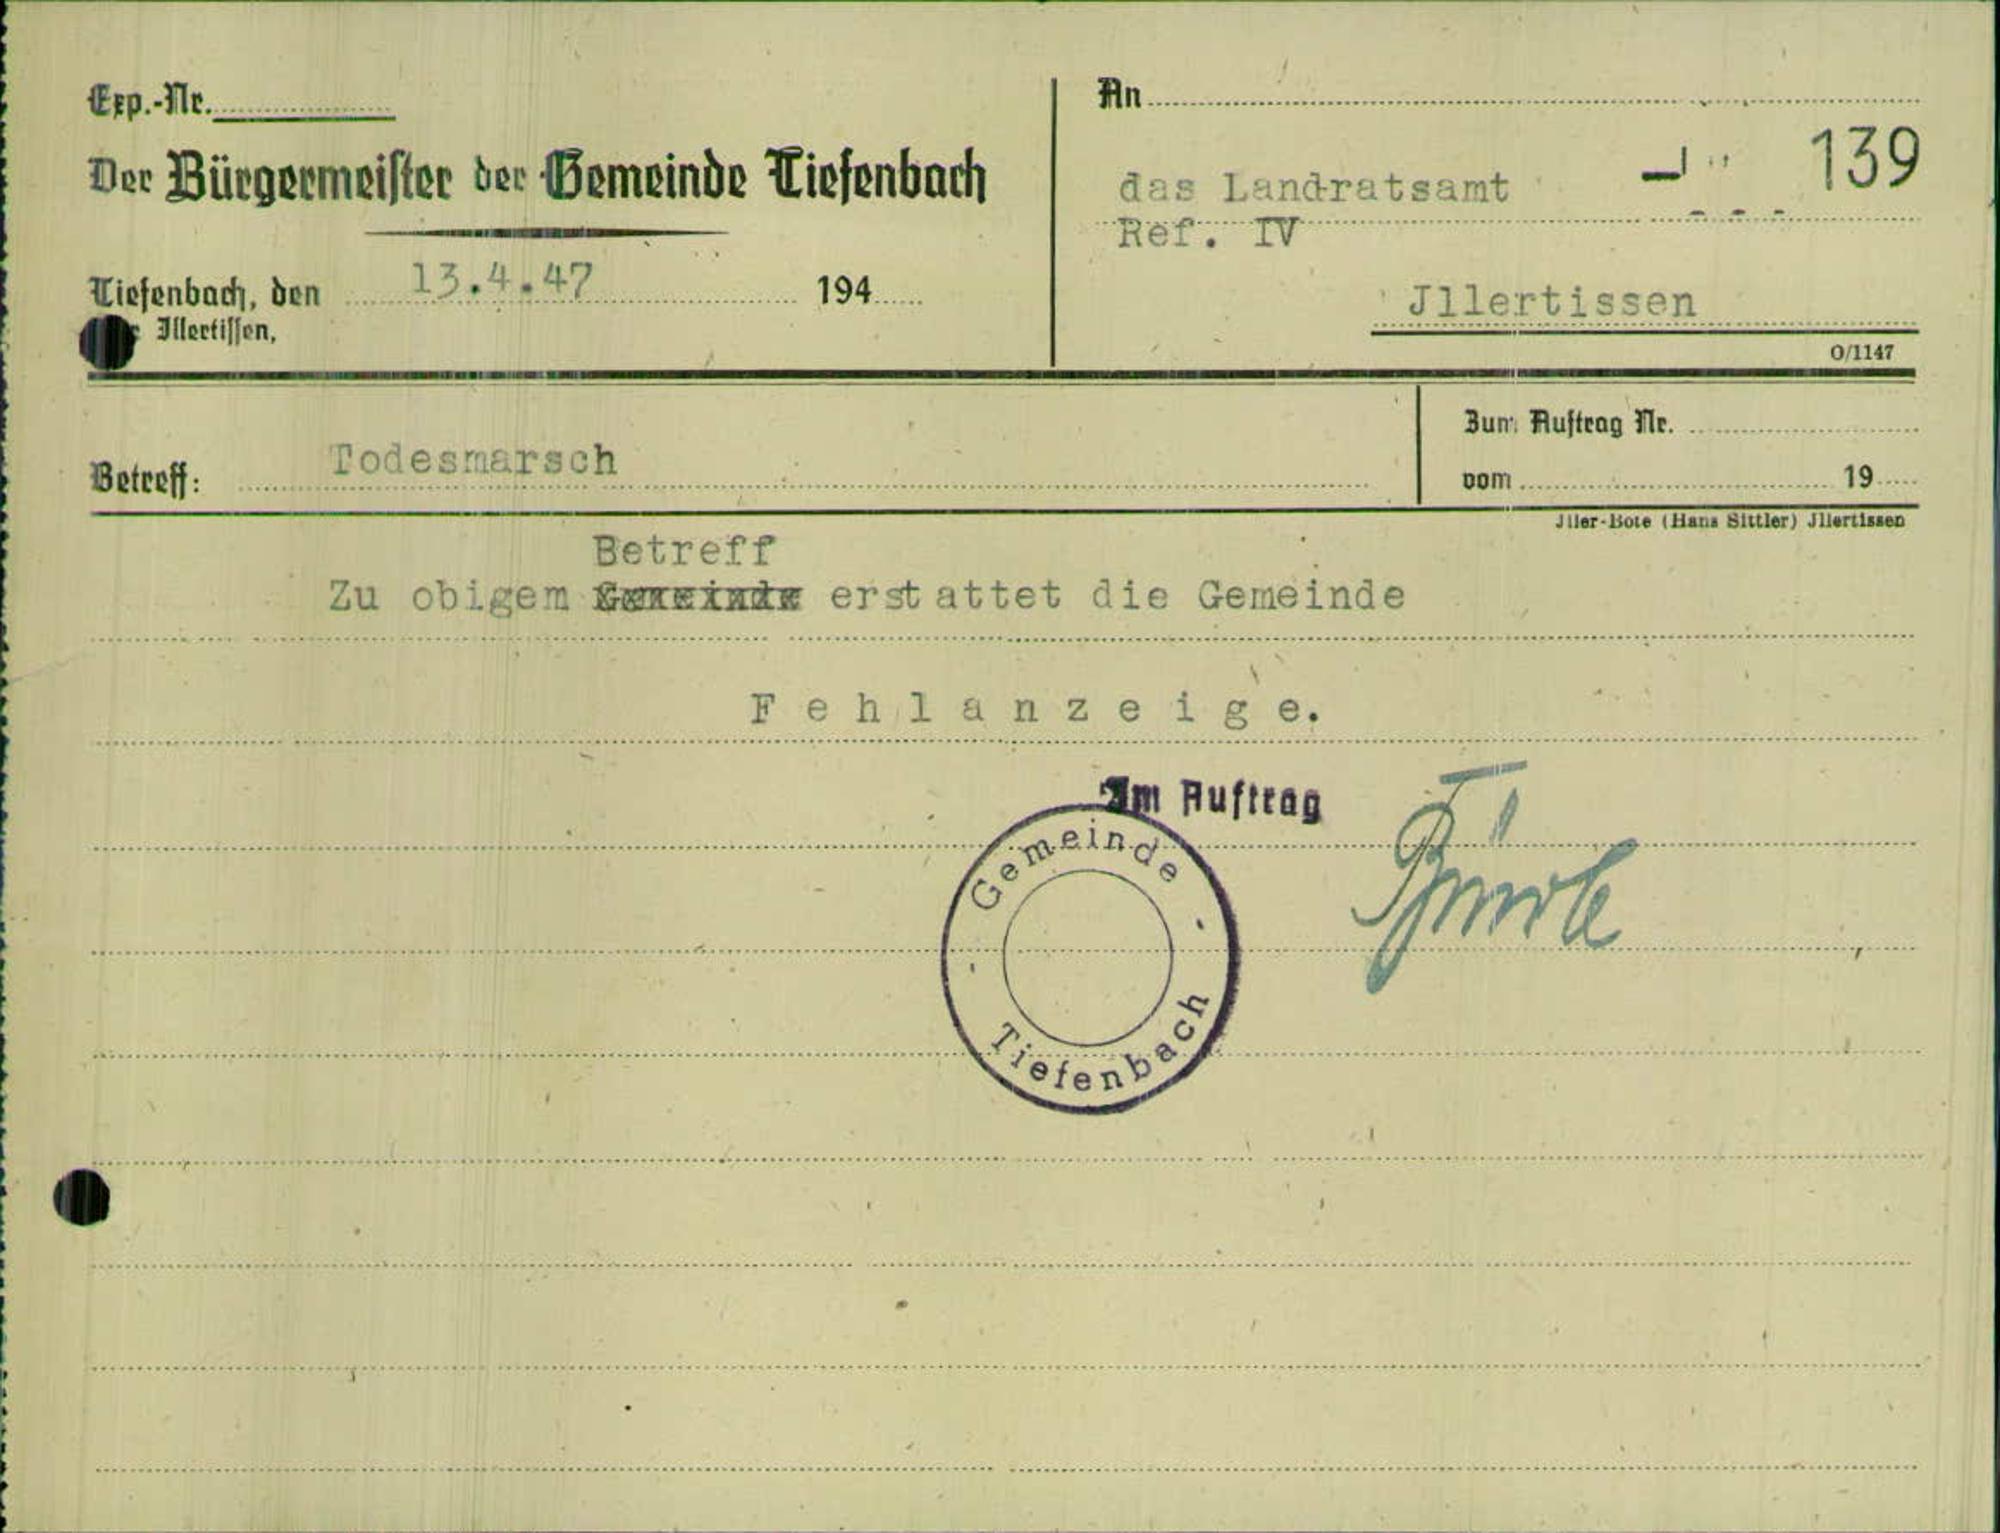 Exp.-Nr.
Der Bürgermeister der Gemeinde Tiefenbach
Tiefenbach, den 13.4.47 194
Illertissen,
An
139
das Landratsamt
Ref. IV
Jllertissen
O/1147
Betreff: Todesmarsch
Zum Auftrag Nr.
vom 19
Jller-Bote (Hans Sittler) Jllertissen
Betreff
Zu obigem Gemeinde erstattet die Gemeinde
Fehlanzeige.
Im Auftrag
Gemeinde
Tiefenbach